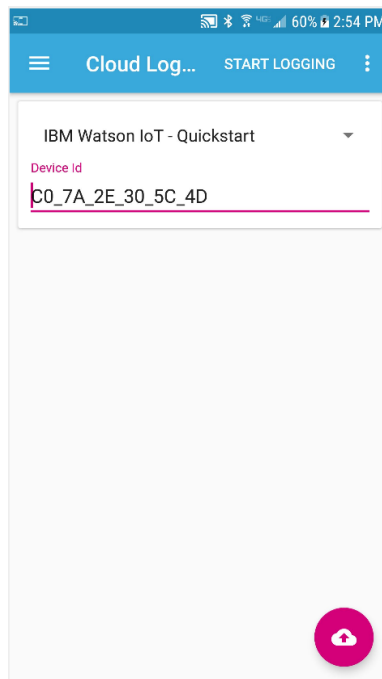 60% 2:54 PM
Cloud Log... START LOGGING
IBM Watson IoT - Quickstart
Device Id
C0_7A_2E_30_5C_4D